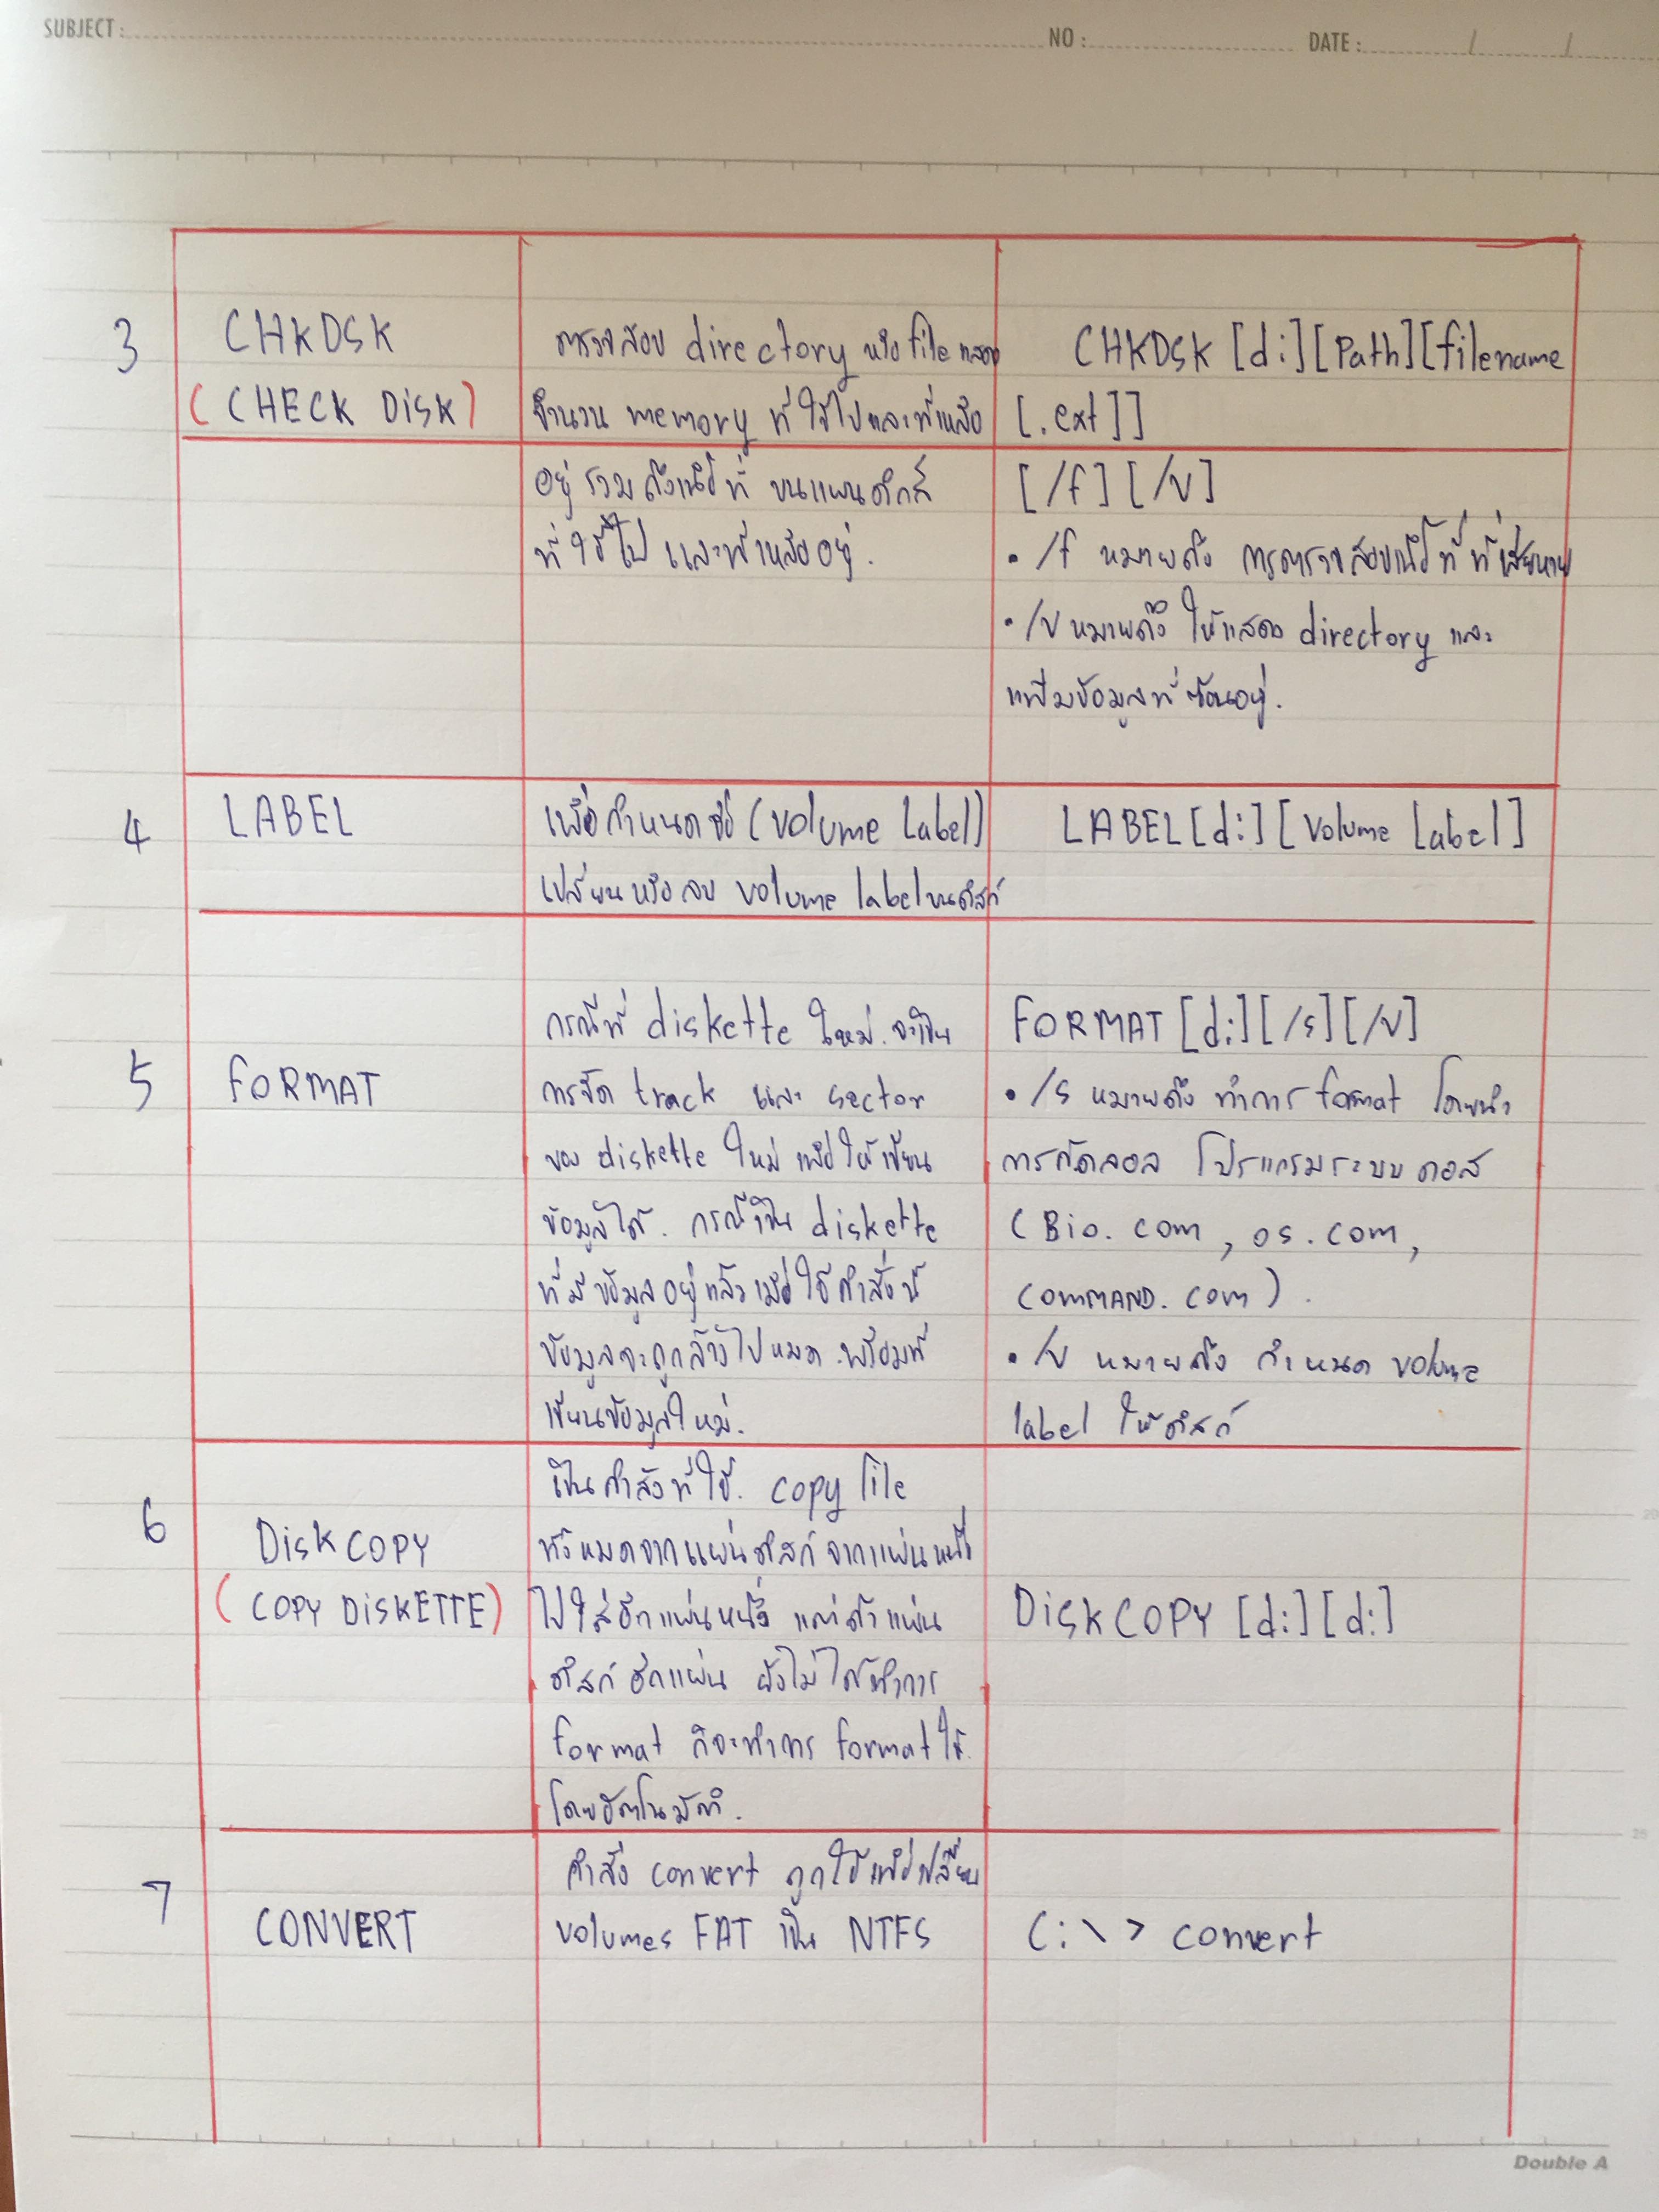 SUBJECT :
NO :
DATE : / /
3
CHKDSK
(CHECK DISK)
ตรวจสอบ directory หรือ file แสดง
จำนวน memory ที่ใช้ไปและที่เหลือ
CHKDSK [d:][Path][filename
[.ext]]
อยู่ รวมถึงเนื้อที่ บนแผนดิกส์
ที่ใช้ไป และที่เหลืออยู่.
[/f][/V]
• /f หมายถึง การตรวจสอบเนื้อที่ ที่เสียหาย
• /V หมายถึง ให้แสดง directory และ
แฟ้มข้อมูลที่ซ้อนอยู่.
4
LABEL
เพื่อกำหนดชื่อ (Volume Label)
เปลี่ยนหรือลบ volume label บนดิสก์
LABEL[d:][Volume Label]
5
FORMAT
กรณีที่ diskette ใหม่. จะเป็น
การจัด track และ sector
ของ diskette ใหม่ เพื่อให้เขียน
ข้อมูลได้. กรณีเป็น diskette
ที่มีข้อมูลอยู่แล้วเมื่อใช้คำสั่งนี้
ข้อมูลจะถูกล้างไปหมด. พร้อมที่
เขียนข้อมูลใหม่.
FORMAT [d:][/s][/V]
• /s หมายถึง ทำการ format โดยนำ
การคัดลอก โปรแกรมระบบดอส
(Bio.com, os.com,
COMMAND.com).
• /V หมายถึง กำหนด volume
label ให้ดิสก์
6
DiskCOPY
(COPY DISKETTE)
เป็นคำสั่งที่ใช้. copy file
ทั้งหมดจากแผ่นดิสก์ จากแผ่นหนึ่ง
ไปใส่อีกแผ่นหนึ่ง แต่ถ้าแผ่น
ดิสก์ อีกแผ่น ยังไม่ได้ทำการ
format ก็จะทำการ format ให้
โดยอัตโนมัติ.
DiskCOPY [d:][d:]
7
CONVERT
คำสั่ง convert ถูกใช้เพื่อเปลี่ยน
volumes FAT เป็น NTFS
C:\> convert
20
25
Double A